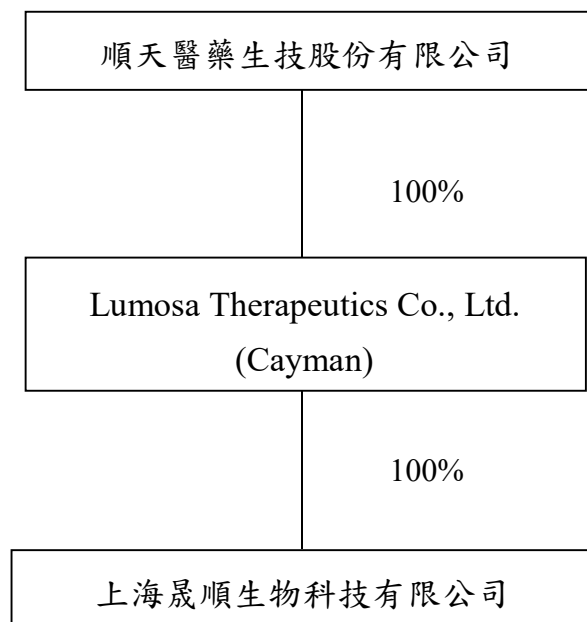 順天醫藥生技股份有限公司
100%
Lumosa Therapeutics Co., Ltd.
(Cayman)
100%
上海晟順生物科技有限公司